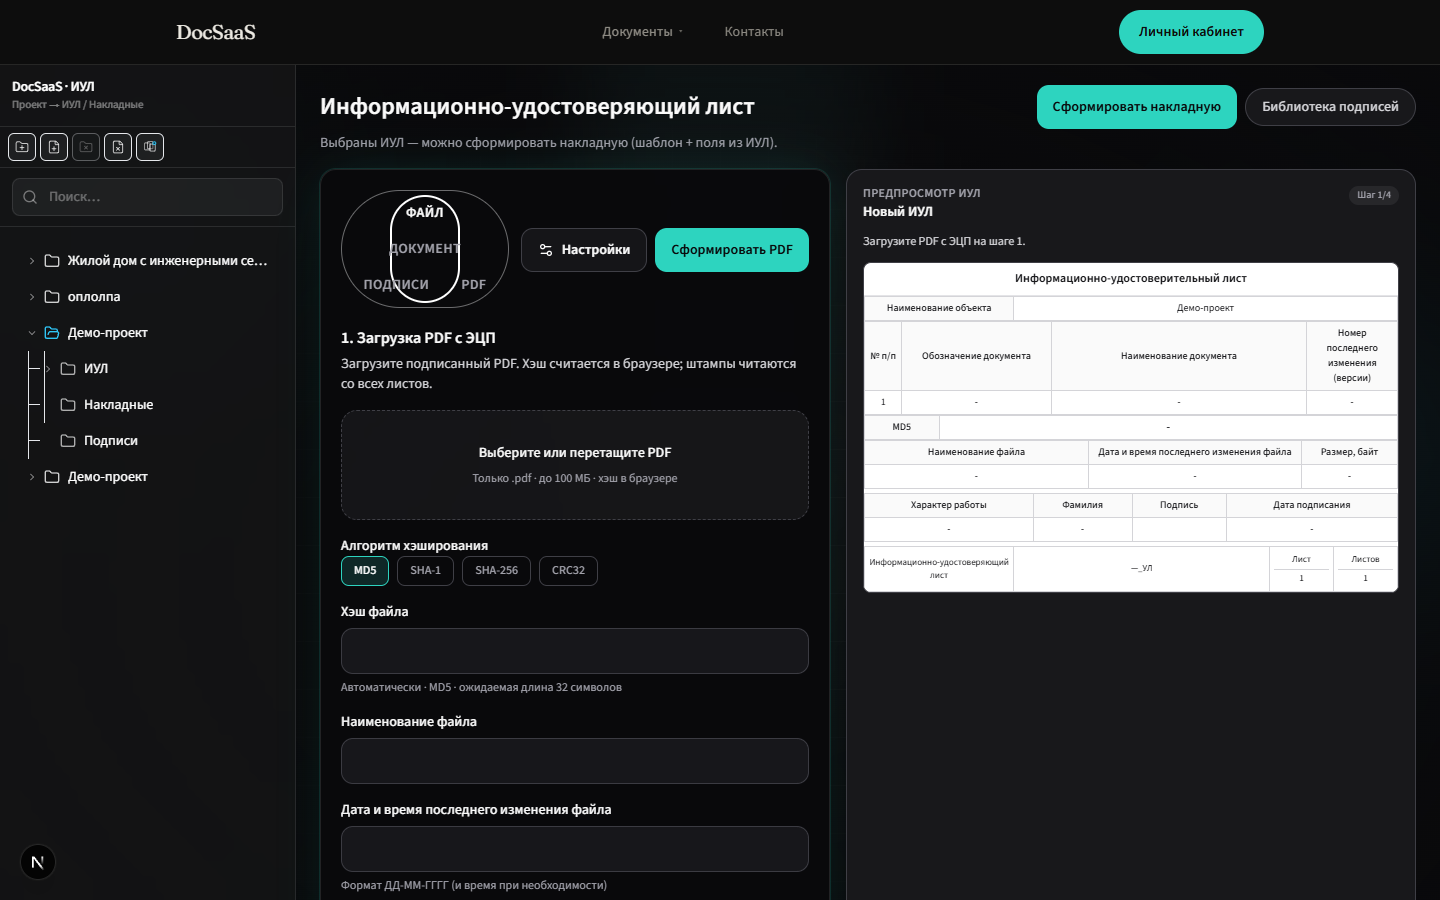 DocSaaS
Документы
Контакты
Личный кабинет
DocSaaS · ИУЛ
Проект → ИУЛ / Накладные
Поиск...
Жилой дом с инженерными се...
оплолпа
Демо-проект
ИУЛ
Накладные
Подписи
Демо-проект
N
Информационно-удостоверяющий лист
Выбраны ИУЛ — можно сформировать накладную (шаблон + поля из ИУЛ).
Сформировать накладную
Библиотека подписей
ФАЙЛ
ДОКУМЕНТ
ПОДПИСИ
PDF
Настройки
Сформировать PDF
1. Загрузка PDF с ЭЦП
Загрузите подписанный PDF. Хэш считается в браузере; штампы читаются
со всех листов.
Выберите или перетащите PDF
Только .pdf · до 100 МБ · хэш в браузере
Алгоритм хэширования
MD5
SHA-1
SHA-256
CRC32
Хэш файла
Автоматически · MD5 · ожидаемая длина 32 символов
Наименование файла
Дата и время последнего изменения файла
Формат ДД-ММ-ГГГГ (и время при необходимости)
ПРЕДПРОСМОТР ИУЛ
Шаг 1/4
Новый ИУЛ
Загрузите PDF с ЭЦП на шаге 1.
Информационно-удостоверительный лист
Наименование объекта
Демо-проект
№ п/п
Обозначение документа
Наименование документа
Номер
последнего
изменения
(версии)
1
-
-
-
MD5
-
Наименование файла
Дата и время последнего изменения файла
Размер, байт
-
-
-
Характер работы
Фамилия
Подпись
Дата подписания
-
-
-
Информационно-удостоверяющий
лист
—_УЛ
Лист
Листов
1
1